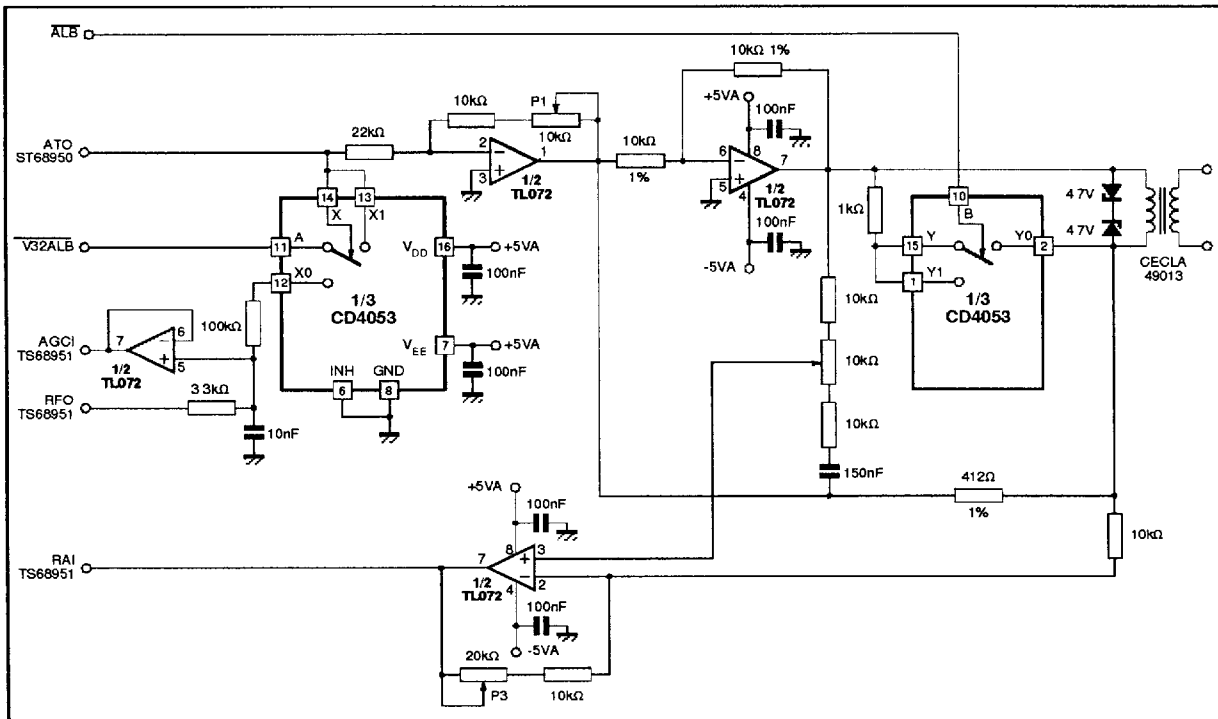 ALB
10kΩ 1%
+5VA
100nF
10kΩ
P1
10kΩ
ATO
ST68950
22kΩ
2
3
1
1/2
TL072
10kΩ
1%
6
5
8
7
4
1/2
TL072
100nF
-5VA
14
13
X
X1
V32ALB
11
A
12
X0
16
VDD
+5VA
100nF
1/3
CD4053
100kΩ
AGCI
TS68951
7
6
5
1/2
TL072
VEE
7
+5VA
100nF
INH
GND
6
8
RFO
TS68951
3 3kΩ
10nF
1kΩ
10
B
15
Y
Y0
2
1
Y1
1/3
CD4053
4 7V
4 7V
CECLA
49013
10kΩ
10kΩ
10kΩ
150nF
412Ω
1%
10kΩ
+5VA
100nF
RAI
TS68951
7
8
3
2
4
1/2
TL072
100nF
-5VA
20kΩ
P3
10kΩ